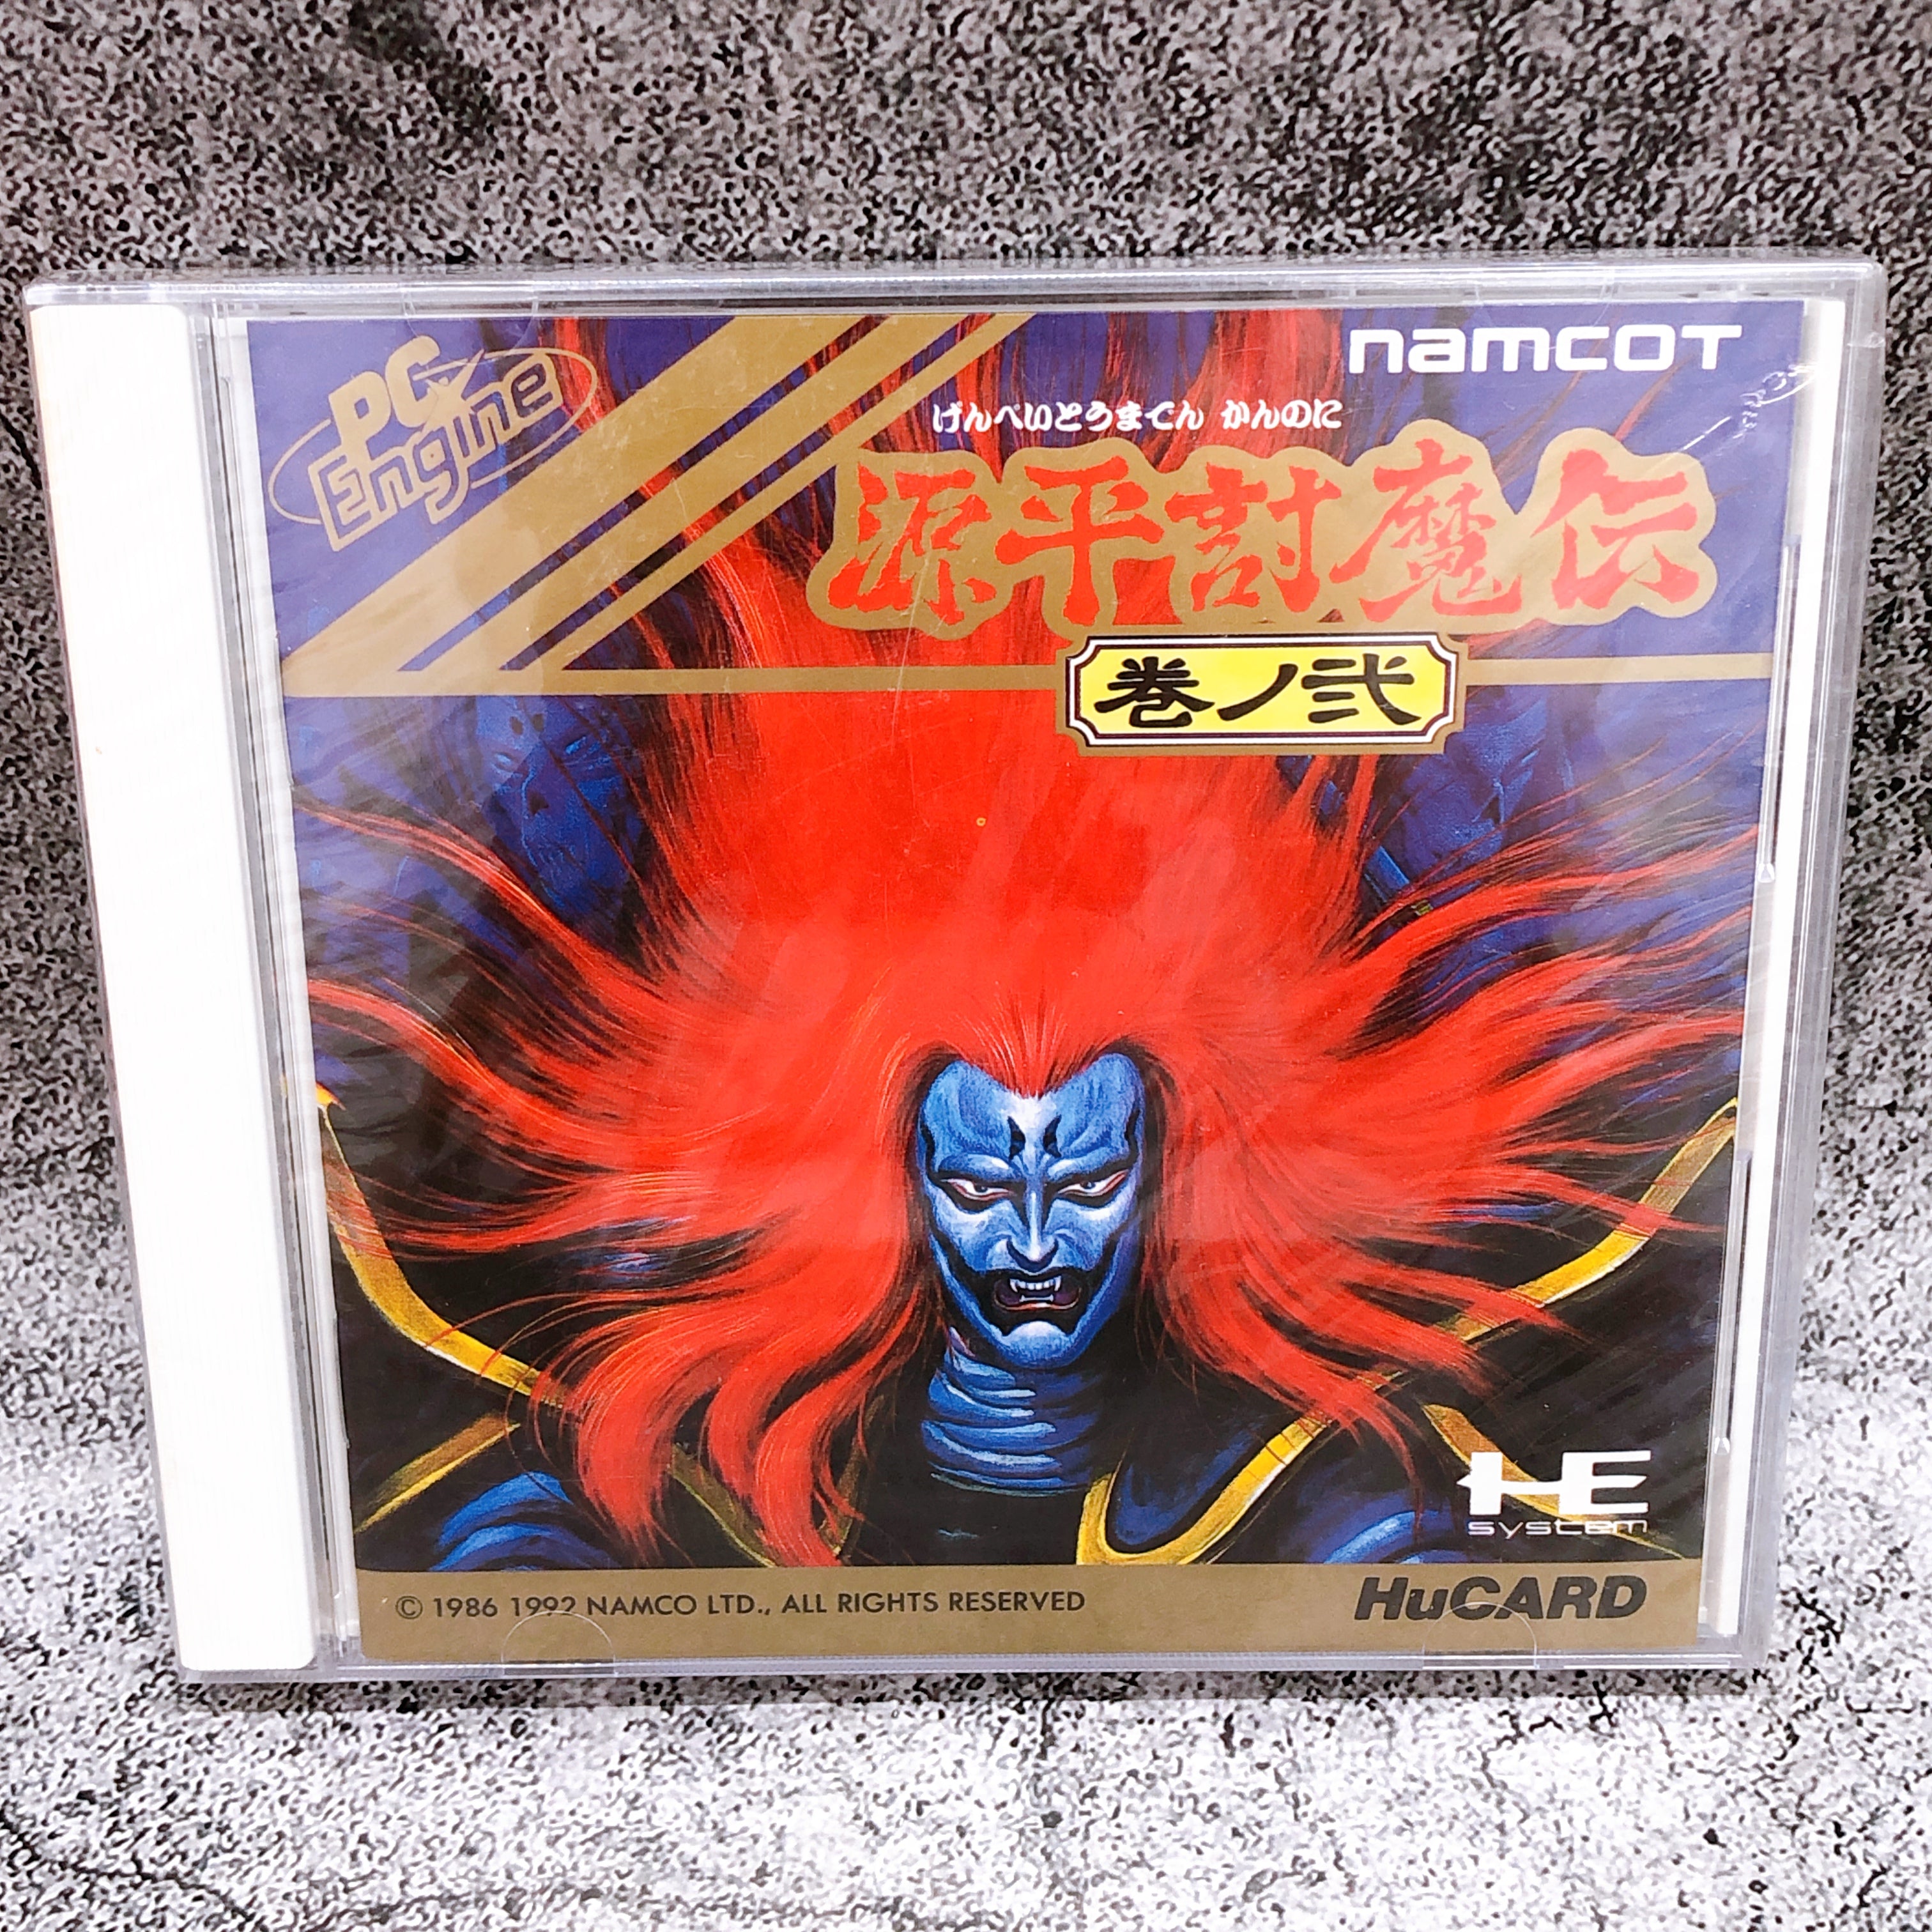 PC Engine
namcot
げんぺいとうまでん かんのに
源平討魔伝
巻ノ弐
HE system
© 1986 1992 NAMCO LTD., ALL RIGHTS RESERVED
HuCARD